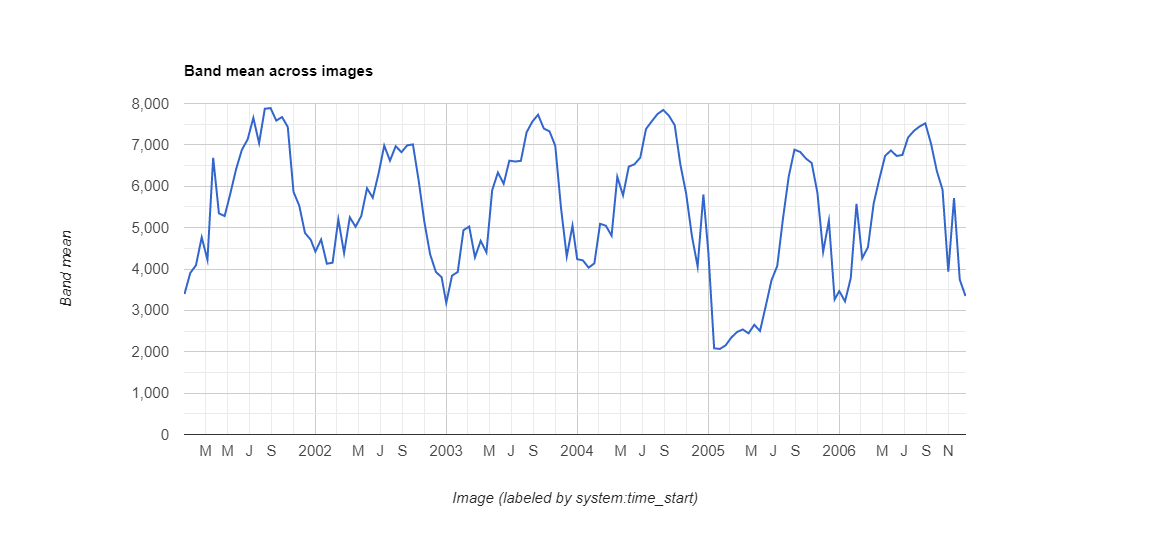 Band mean across images
8,000
7,000
6,000
5,000
4,000
3,000
2,000
1,000
0
Band mean
M M J S 2002 M J S 2003 M J S 2004 M J S 2005 M J S 2006 M J S N
Image (labeled by system:time_start)